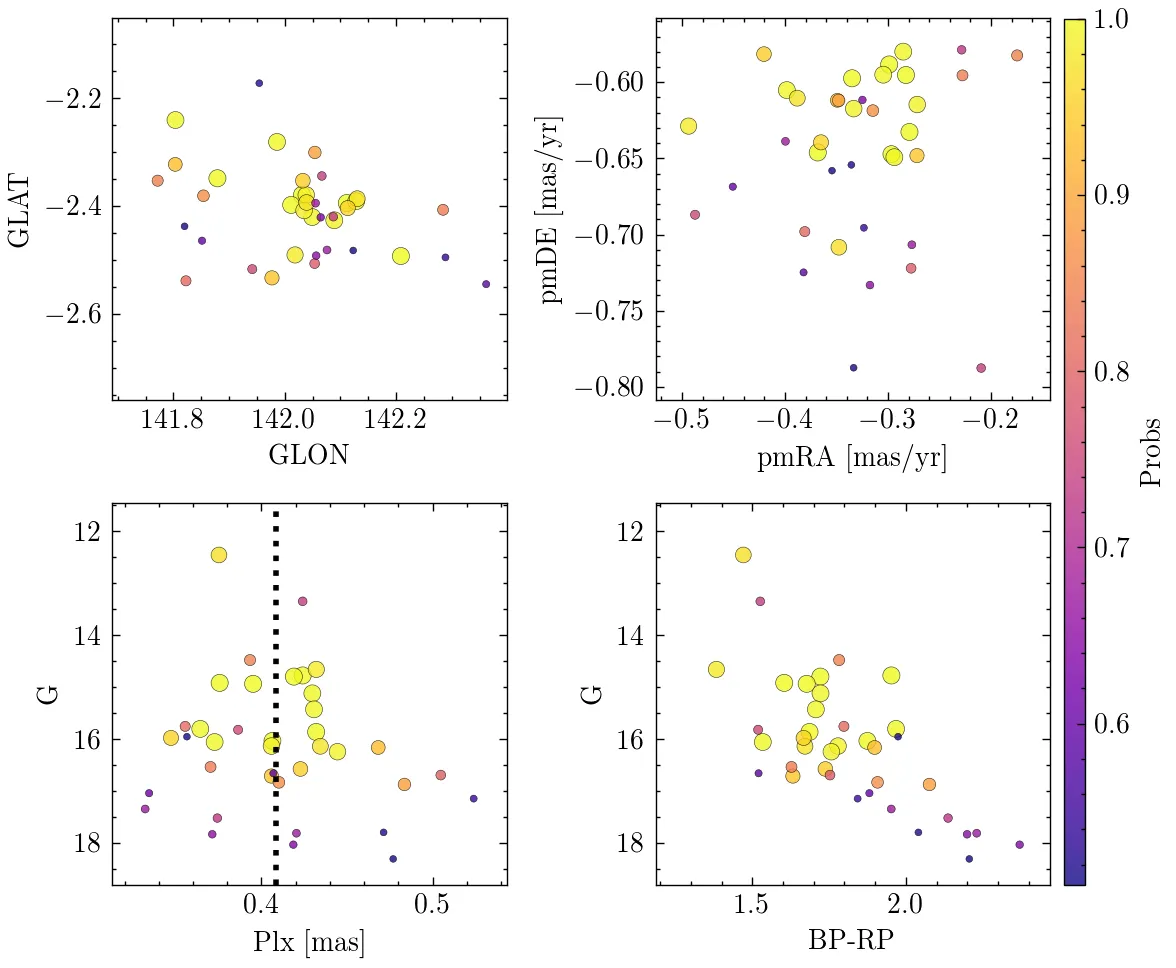 −2.2
−2.4
−2.6
GLAT
141.8 142.0 142.2
GLON
−0.60
−0.65
−0.70
−0.75
−0.80
pmDE [mas/yr]
−0.5 −0.4 −0.3 −0.2
pmRA [mas/yr]
1.0
0.9
0.8
0.7
0.6
Probs
12
14
16
18
G
0.4 0.5
Plx [mas]
12
14
16
18
G
1.5 2.0
BP-RP